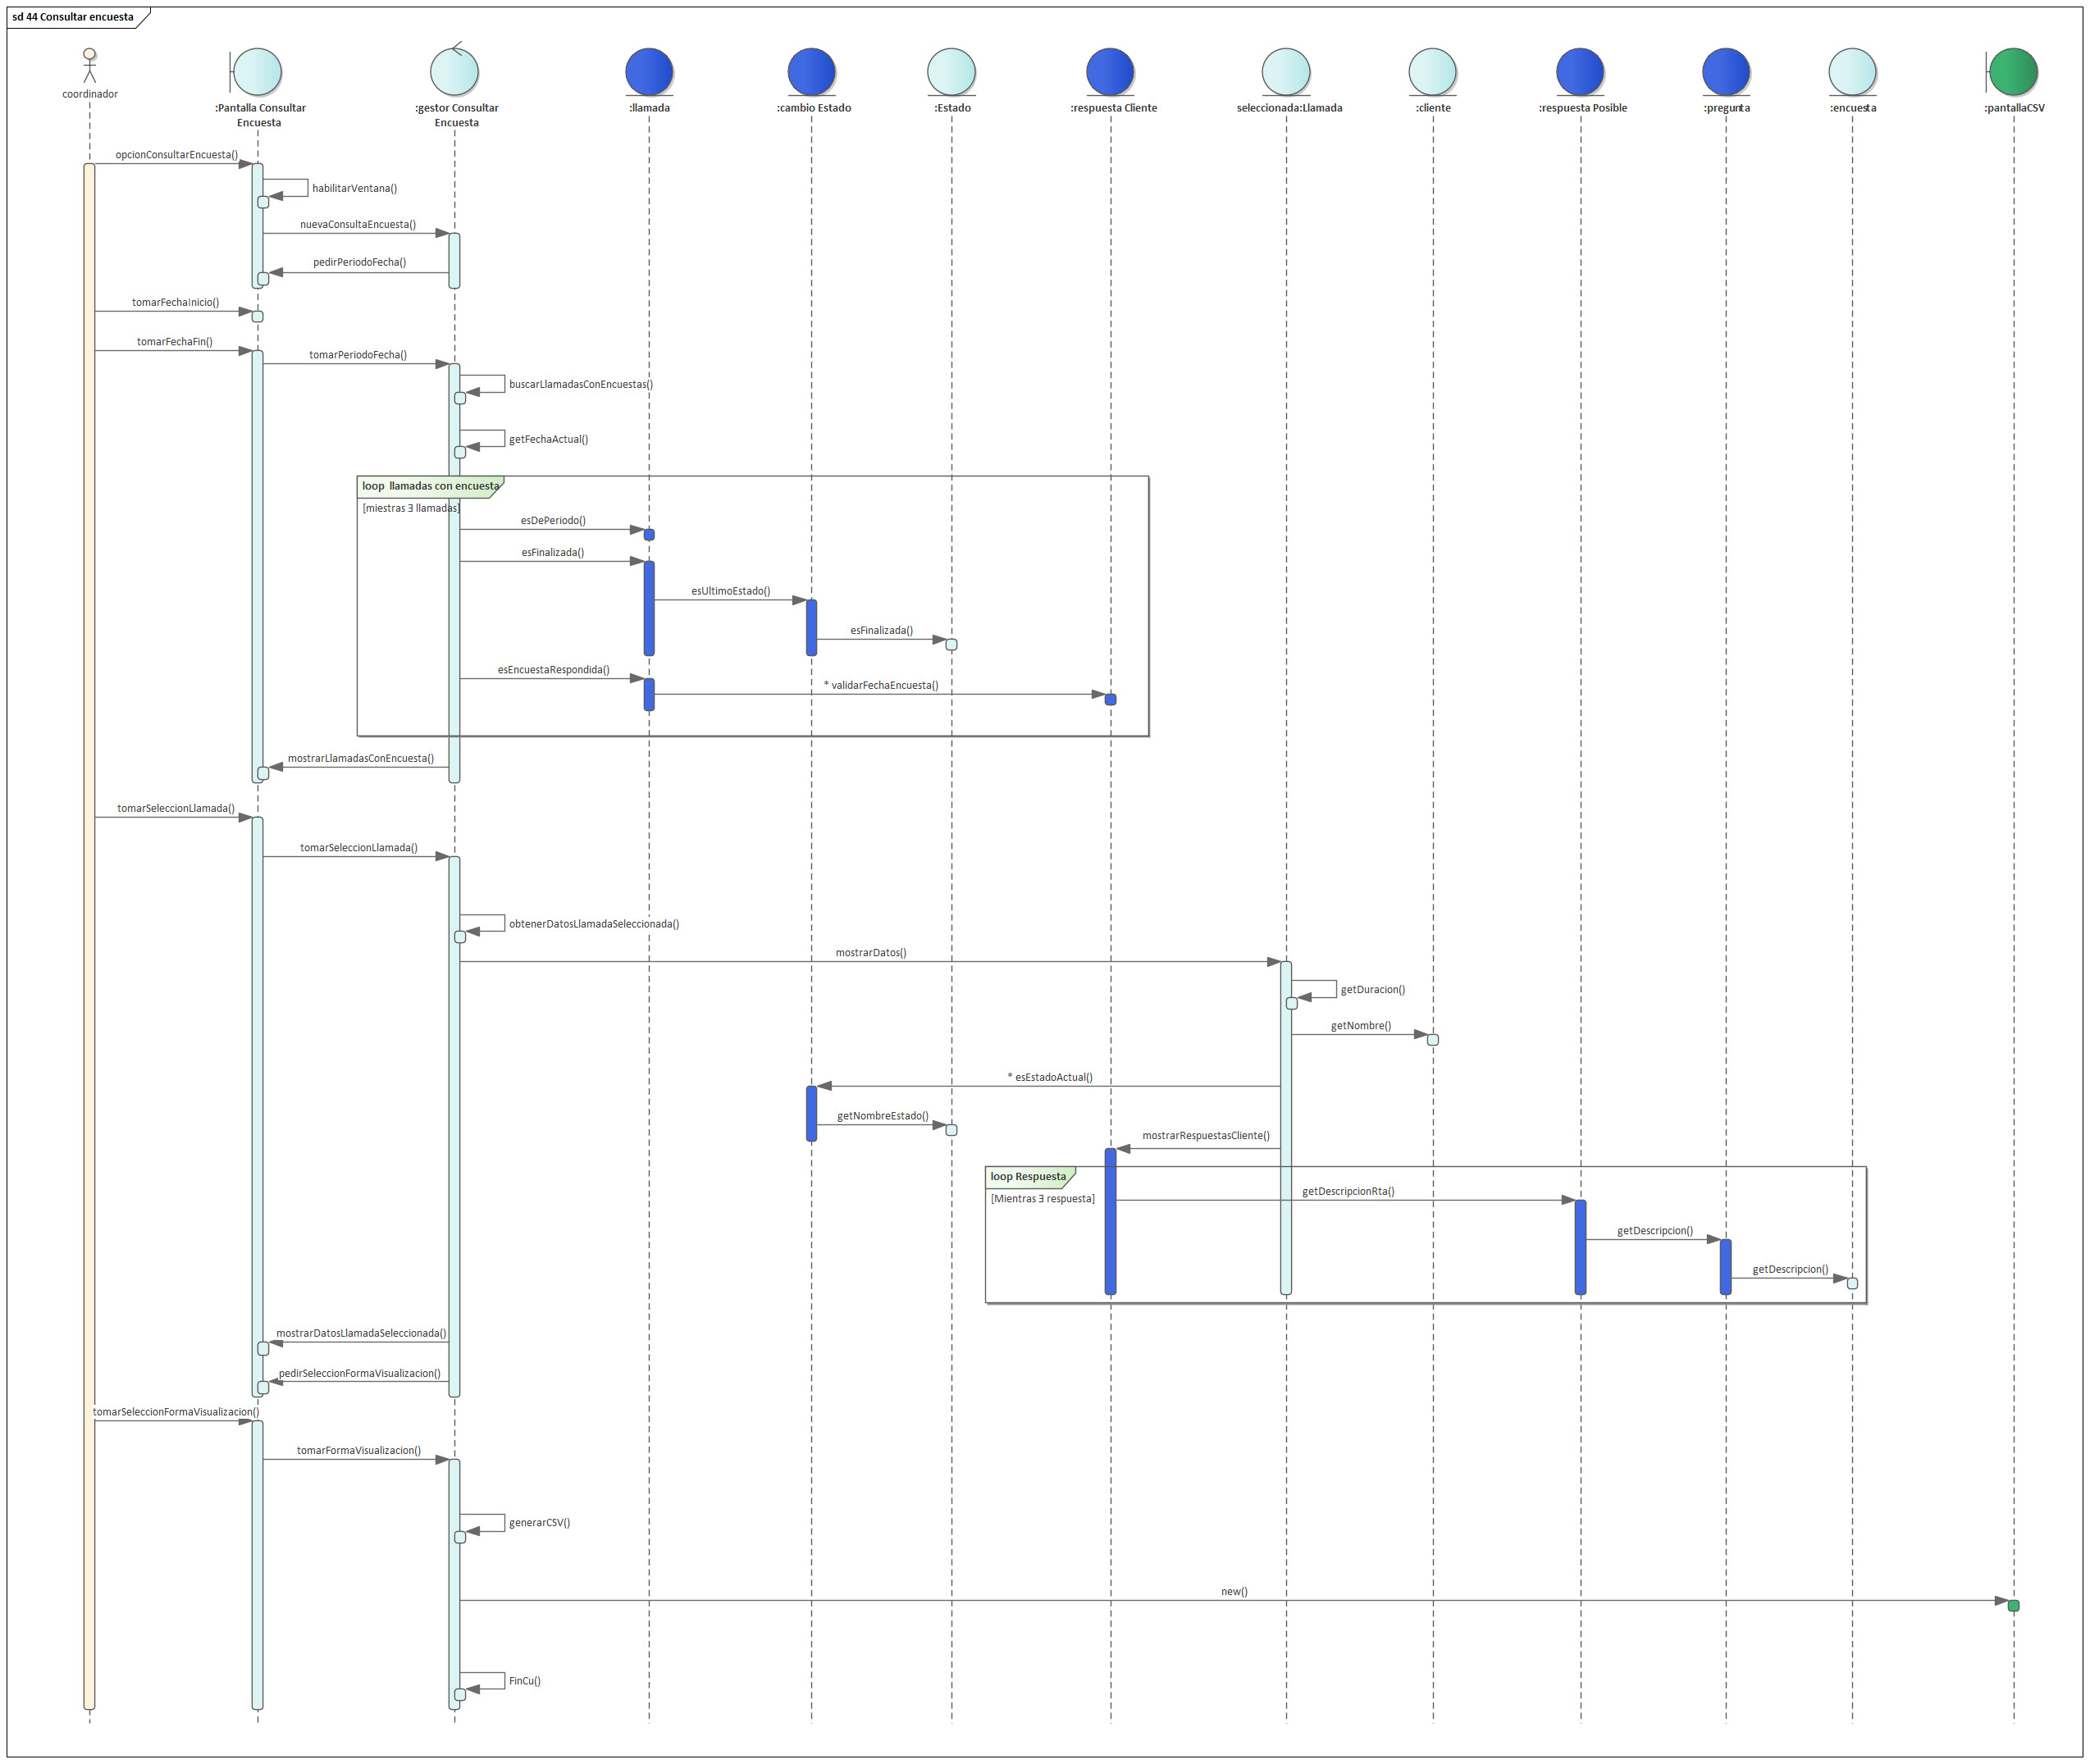 sd 44 Consultar encuesta
coordinador
:Pantalla Consultar
Encuesta
:gestor Consultar
Encuesta
:llamada
:cambio Estado
:Estado
:respuesta Cliente
seleccionada:Llamada
:cliente
:respuesta Posible
:pregunta
:encuesta
:pantallaCSV
opcionConsultarEncuesta()
habilitarVentana()
nuevaConsultaEncuesta()
pedirPeriodoFecha()
tomarFechaInicio()
tomarFechaFin()
tomarPeriodoFecha()
buscarLlamadasConEncuestas()
getFechaActual()
loop llamadas con encuesta
[miestras ∃ llamadas]
esDePeriodo()
esFinalizada()
esUltimoEstado()
esFinalizada()
esEncuestaRespondida()
* validarFechaEncuesta()
mostrarLlamadasConEncuesta()
tomarSeleccionLlamada()
tomarSeleccionLlamada()
obtenerDatosLlamadaSeleccionada()
mostrarDatos()
getDuracion()
getNombre()
* esEstadoActual()
getNombreEstado()
mostrarRespuestasCliente()
loop Respuesta
[Mientras ∃ respuesta]
getDescripcionRta()
getDescripcion()
getDescripcion()
mostrarDatosLlamadaSeleccionada()
pedirSeleccionFormaVisualizacion()
tomarSeleccionFormaVisualizacion()
tomarFormaVisualizacion()
generarCSV()
new()
FinCu()